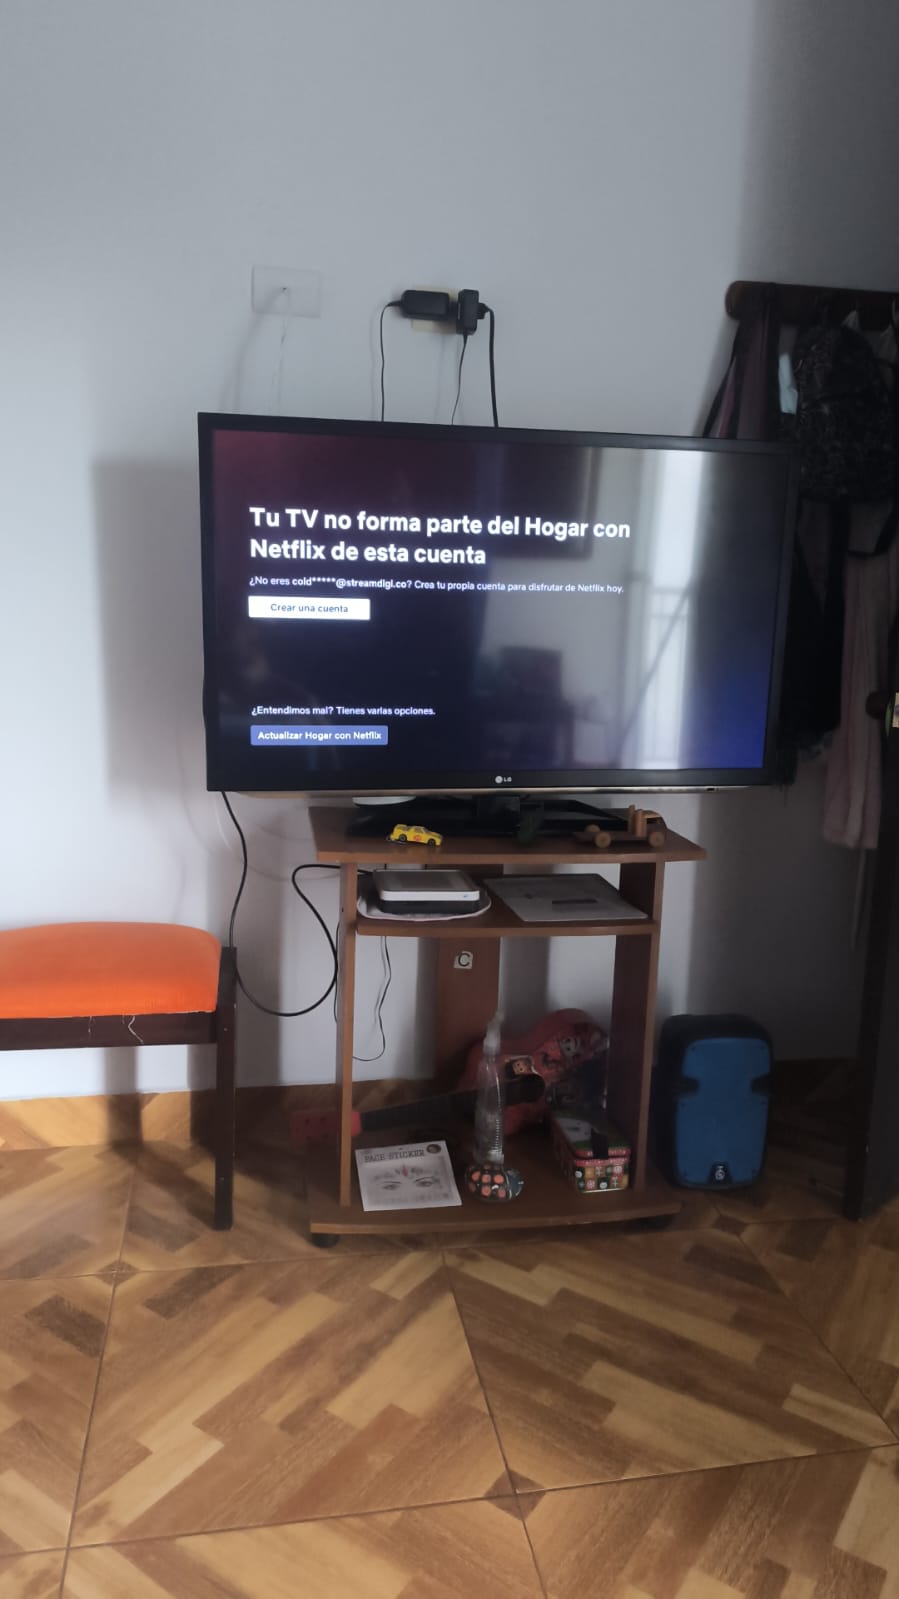 Tu TV no forma parte del Hogar con
Netflix de esta cuenta
¿No eres cold*****@streamdigi.co? Crea tu propia cuenta para disfrutar de Netflix hoy.
Crear una cuenta
¿Entendimos mal? Tienes varias opciones.
Actualizar Hogar con Netflix
LG
C
FACE STICKER